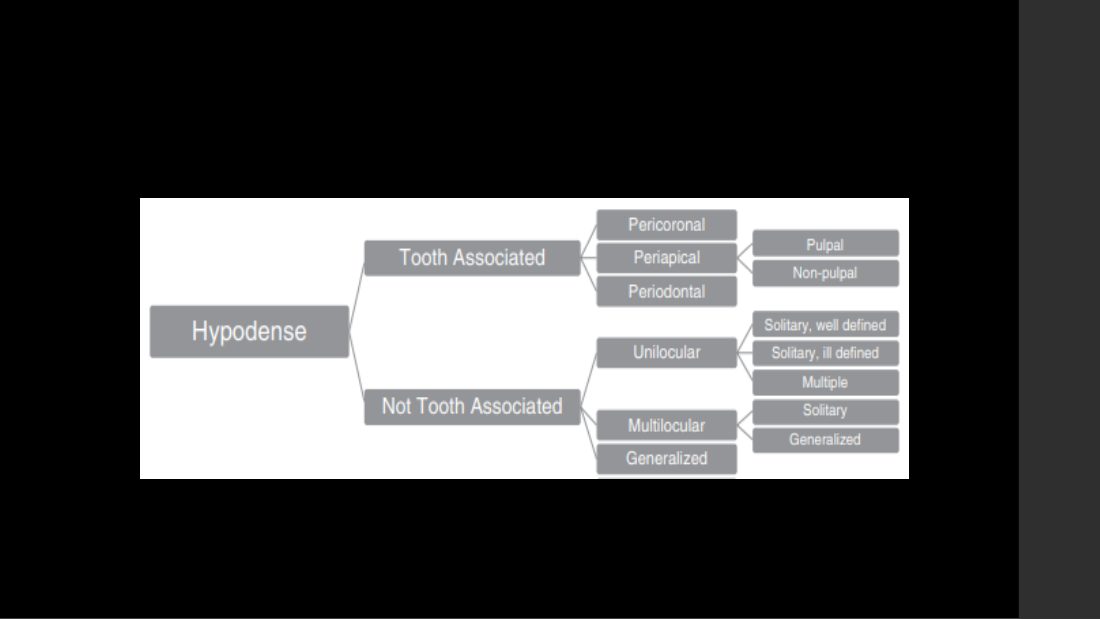 Hypodense
Tooth Associated
Pericoronal
Periapical
Pulpal
Non-pulpal
Periodontal
Not Tooth Associated
Unilocular
Solitary, well defined
Solitary, ill defined
Multiple
Multilocular
Solitary
Generalized
Generalized